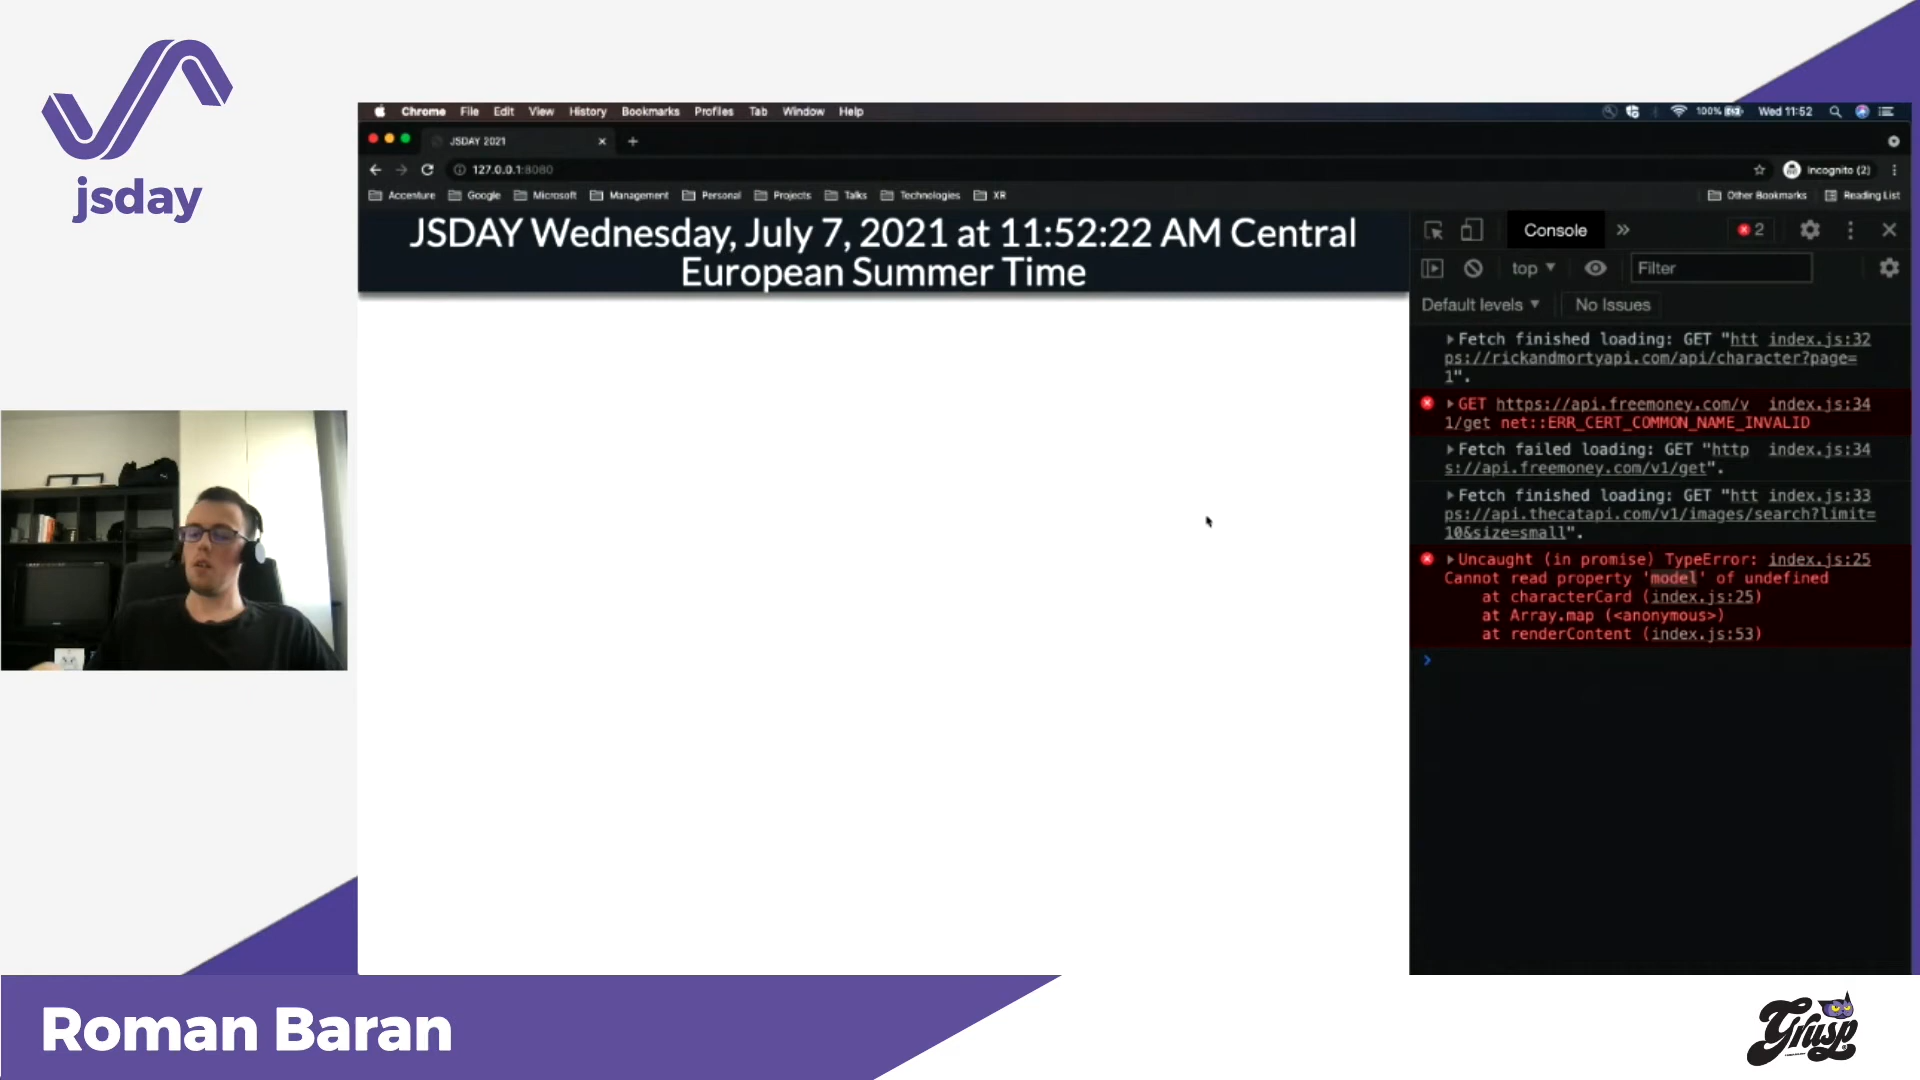 jsday
Chrome File Edit View History Bookmarks Profiles Tab Window Help
100% Wed 11:52
JSDAY 2021
127.0.0.1:8080
Incognito (2)
Accenture Google Microsoft Management Personal Projects Talks Technologies XR
Other Bookmarks Reading List
JSDAY Wednesday, July 7, 2021 at 11:52:22 AM Central
European Summer Time
Console » 2
top Filter
Default levels No Issues
Fetch finished loading: GET "htt index.js:32
ps://rickandmortyapi.com/api/character?page=
1".
GET https://api.freemoney.com/v index.js:34
1/get net::ERR_CERT_COMMON_NAME_INVALID
Fetch failed loading: GET "http index.js:34
s://api.freemoney.com/v1/get".
Fetch finished loading: GET "htt index.js:33
ps://api.thecatapi.com/v1/images/search?limit=
10&size=small".
Uncaught (in promise) TypeError: index.js:25
Cannot read property 'model' of undefined
at characterCard (index.js:25)
at Array.map (<anonymous>)
at renderContent (index.js:53)
Roman Baran
Grusp